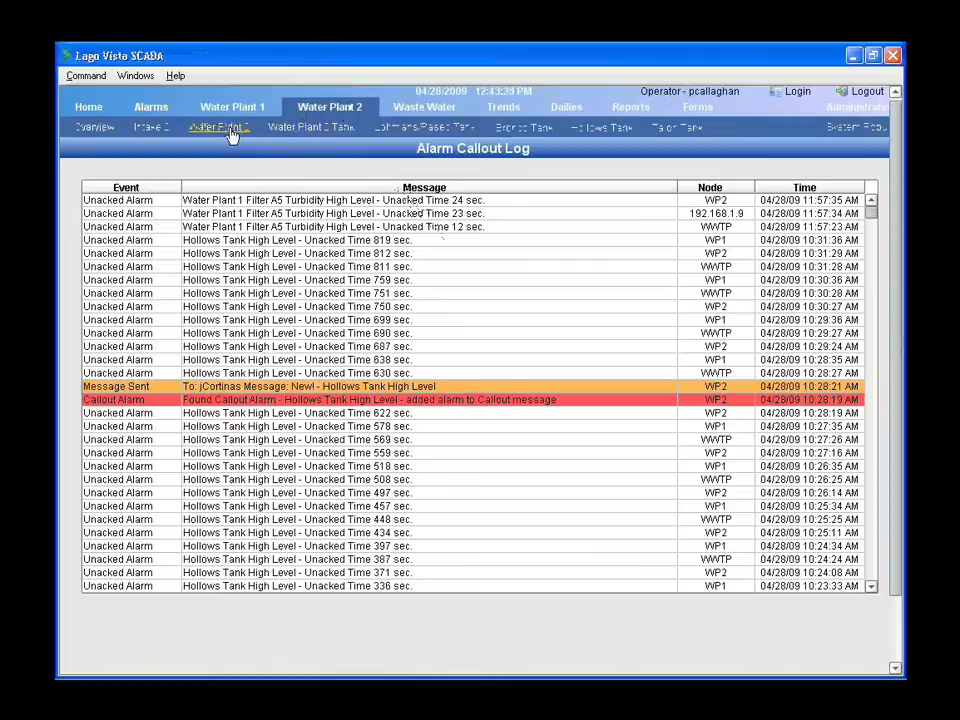 Lago Vista SCADA
Command Windows Help
04/28/2009 12:43:39 PM Operator - pcallaghan Login Logout
Home Alarms Water Plant 1 Water Plant 2 Waste Water Trends Dailies Reports Forms
Overview Intake 2 Water Plant 2 Water Plant 2 Tank Lohmans/Based Tank Bronco Tank Hollows Tank Talon Tank
Alarm Callout Log
Event Message Node Time
Unacked Alarm Water Plant 1 Filter A5 Turbidity High Level - Unacked Time 24 sec. WP2 04/28/09 11:57:35 AM
Unacked Alarm Water Plant 1 Filter A5 Turbidity High Level - Unacked Time 23 sec. 192.168.1.9 04/28/09 11:57:34 AM
Unacked Alarm Water Plant 1 Filter A5 Turbidity High Level - Unacked Time 12 sec. WWTP 04/28/09 11:57:23 AM
Unacked Alarm Hollows Tank High Level - Unacked Time 819 sec. WP1 04/28/09 10:31:36 AM
Unacked Alarm Hollows Tank High Level - Unacked Time 812 sec. WP2 04/28/09 10:31:29 AM
Unacked Alarm Hollows Tank High Level - Unacked Time 811 sec. WWTP 04/28/09 10:31:28 AM
Unacked Alarm Hollows Tank High Level - Unacked Time 759 sec. WP1 04/28/09 10:30:36 AM
Unacked Alarm Hollows Tank High Level - Unacked Time 751 sec. WWTP 04/28/09 10:30:28 AM
Unacked Alarm Hollows Tank High Level - Unacked Time 750 sec. WP2 04/28/09 10:30:27 AM
Unacked Alarm Hollows Tank High Level - Unacked Time 699 sec. WP1 04/28/09 10:29:36 AM
Unacked Alarm Hollows Tank High Level - Unacked Time 690 sec. WWTP 04/28/09 10:29:27 AM
Unacked Alarm Hollows Tank High Level - Unacked Time 687 sec. WP2 04/28/09 10:29:24 AM
Unacked Alarm Hollows Tank High Level - Unacked Time 638 sec. WP1 04/28/09 10:28:35 AM
Unacked Alarm Hollows Tank High Level - Unacked Time 630 sec. WWTP 04/28/09 10:28:27 AM
Message Sent To: jCortinas Message: New! - Hollows Tank High Level WP2 04/28/09 10:28:21 AM
Callout Alarm Found Callout Alarm - Hollows Tank High Level - added alarm to Callout message WP2 04/28/09 10:28:19 AM
Unacked Alarm Hollows Tank High Level - Unacked Time 622 sec. WP2 04/28/09 10:28:19 AM
Unacked Alarm Hollows Tank High Level - Unacked Time 578 sec. WP1 04/28/09 10:27:35 AM
Unacked Alarm Hollows Tank High Level - Unacked Time 569 sec. WWTP 04/28/09 10:27:26 AM
Unacked Alarm Hollows Tank High Level - Unacked Time 559 sec. WP2 04/28/09 10:27:16 AM
Unacked Alarm Hollows Tank High Level - Unacked Time 518 sec. WP1 04/28/09 10:26:35 AM
Unacked Alarm Hollows Tank High Level - Unacked Time 508 sec. WWTP 04/28/09 10:26:25 AM
Unacked Alarm Hollows Tank High Level - Unacked Time 497 sec. WP2 04/28/09 10:26:14 AM
Unacked Alarm Hollows Tank High Level - Unacked Time 457 sec. WP1 04/28/09 10:25:34 AM
Unacked Alarm Hollows Tank High Level - Unacked Time 448 sec. WWTP 04/28/09 10:25:25 AM
Unacked Alarm Hollows Tank High Level - Unacked Time 434 sec. WP2 04/28/09 10:25:11 AM
Unacked Alarm Hollows Tank High Level - Unacked Time 397 sec. WP1 04/28/09 10:24:34 AM
Unacked Alarm Hollows Tank High Level - Unacked Time 387 sec. WWTP 04/28/09 10:24:24 AM
Unacked Alarm Hollows Tank High Level - Unacked Time 371 sec. WP2 04/28/09 10:24:08 AM
Unacked Alarm Hollows Tank High Level - Unacked Time 336 sec. WP1 04/28/09 10:23:33 AM